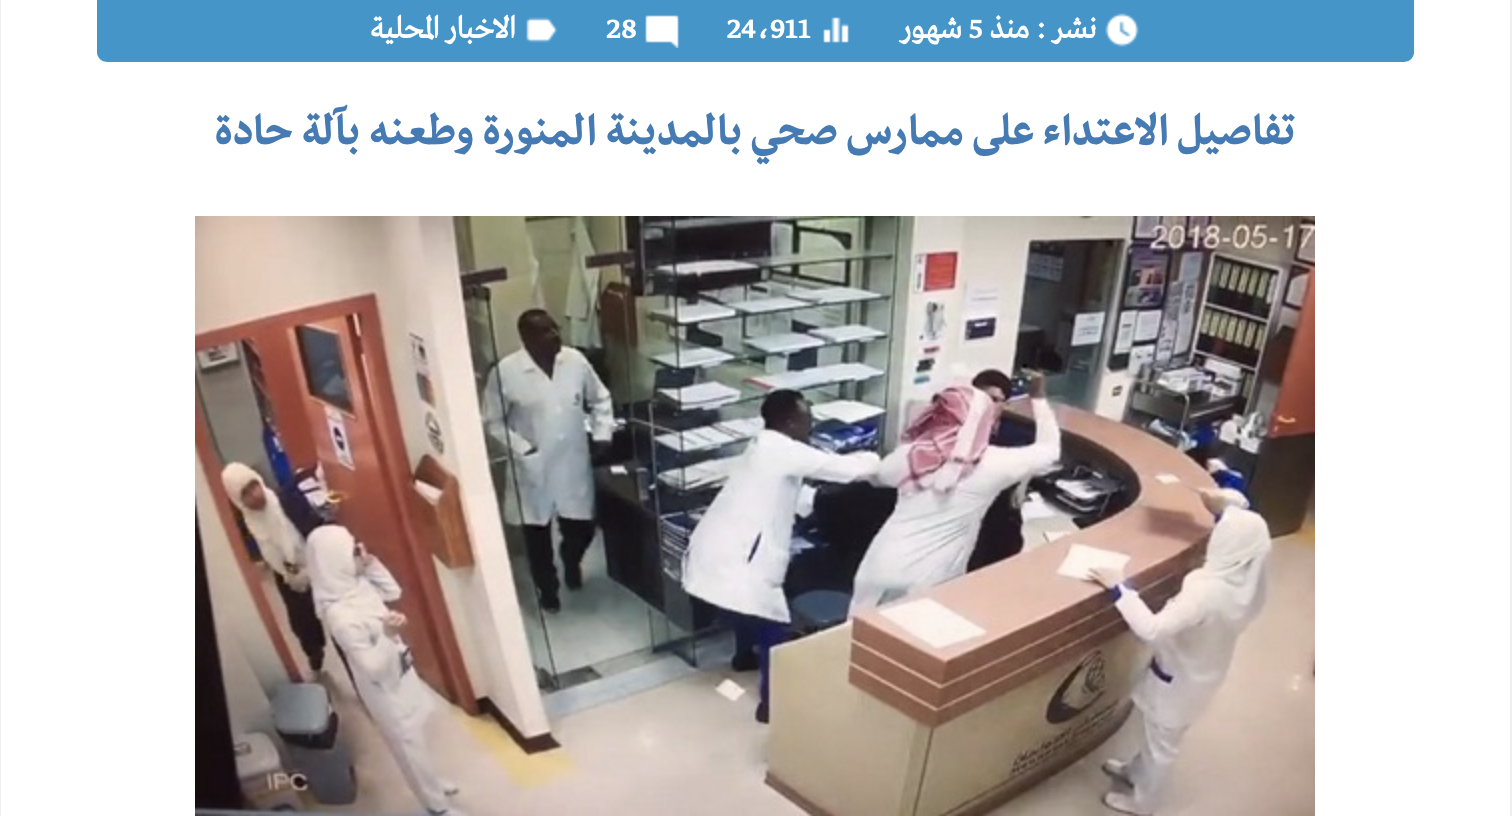 نشر : منذ 5 شهور 24،911 28 الاخبار المحلية
تفاصيل الاعتداء على ممارس صحي بالمدينة المنورة وطعنه بآلة حادة
2018-05-17
IPC